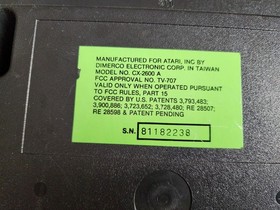 MANUFACTURED FOR ATARI, INC BY
DIMERCO ELECTRONIC CORP. IN TAIWAN
MODEL NO. CX-2600 A
FCC APPROVAL NO. TV-707
VALID ONLY WHEN OPERATED PURSUANT
TO FCC RULES, PART 15
COVERED BY U.S. PATENTS 3,793,483;
3,900,886; 3,723,652; 3,728,480; RE 28507;
RE 28598 & PATENT PENDING
S.N. 81182238